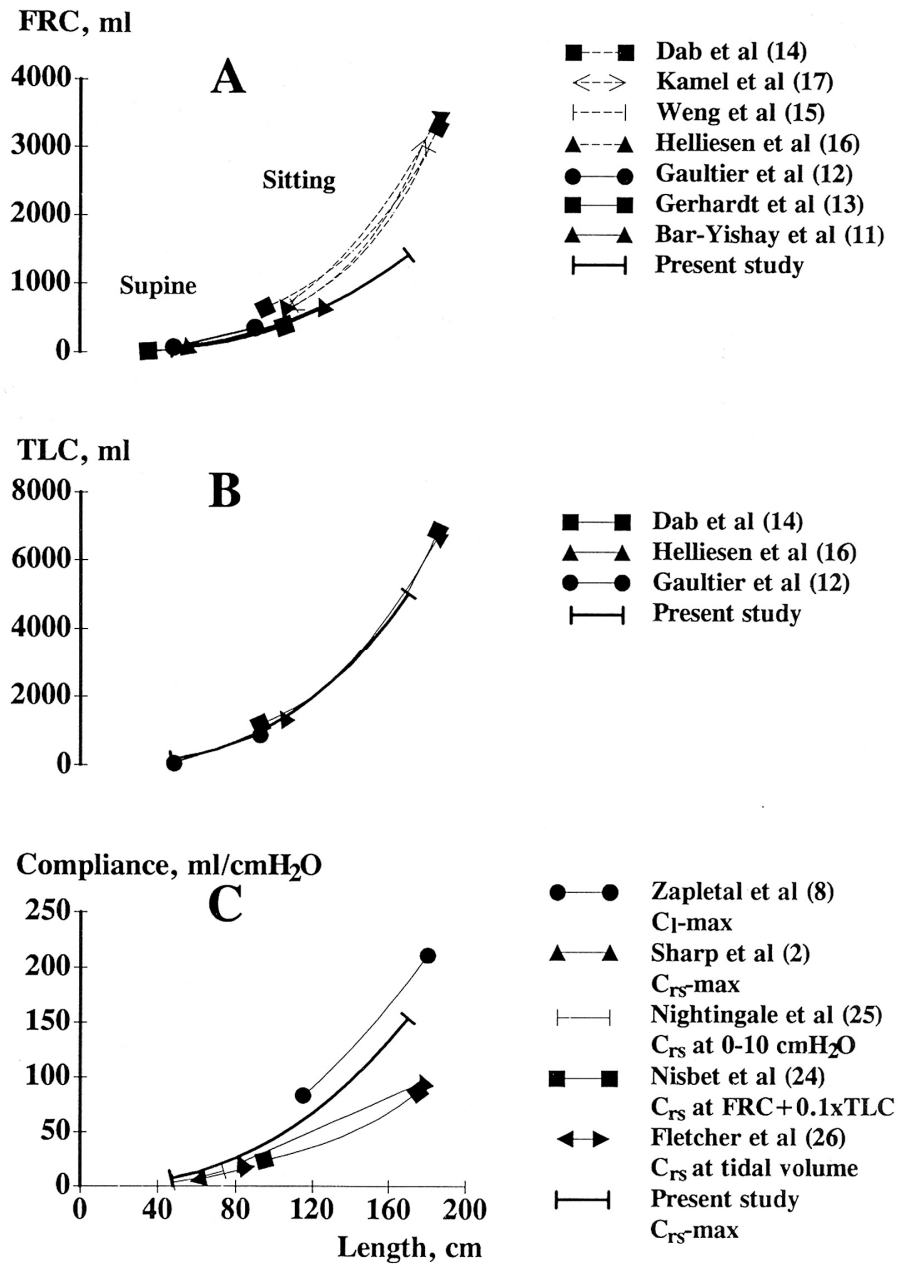 FRC, ml
A
4000
3000
2000
1000
0
Sitting
Supine
Dab et al (14)
Kamel et al (17)
Weng et al (15)
Helliesen et al (16)
Gaultier et al (12)
Gerhardt et al (13)
Bar-Yishay et al (11)
Present study
TLC, ml
B
8000
6000
4000
2000
0
Dab et al (14)
Helliesen et al (16)
Gaultier et al (12)
Present study
Compliance, ml/cmH2O
C
250
200
150
100
50
0
0 40 80 120 160 200
Length, cm
Zapletal et al (8)
Cl-max
Sharp et al (2)
Crs-max
Nightingale et al (25)
Crs at 0-10 cmH2O
Nisbet et al (24)
Crs at FRC+0.1xTLC
Fletcher et al (26)
Crs at tidal volume
Present study
Crs-max